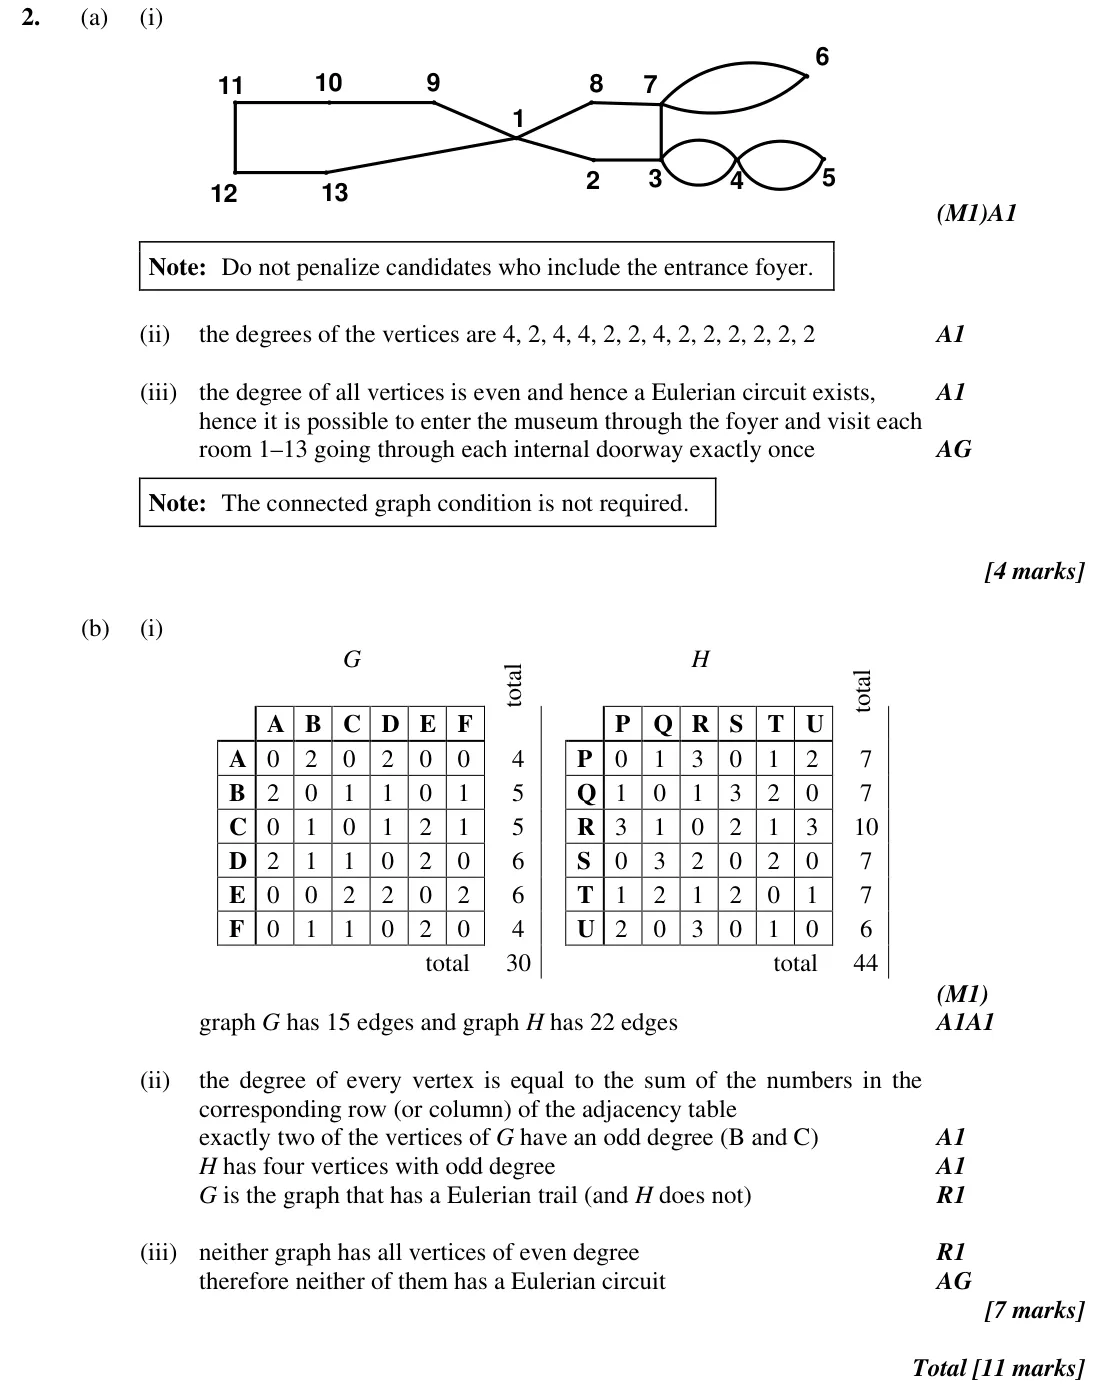 2. (a) (i)
11 10 9 1 8 7 6
12 13 2 3 4 5
(M1)A1
Note: Do not penalize candidates who include the entrance foyer.
(ii) the degrees of the vertices are 4, 2, 4, 4, 2, 2, 4, 2, 2, 2, 2, 2, 2 A1
(iii) the degree of all vertices is even and hence a Eulerian circuit exists, A1
hence it is possible to enter the museum through the foyer and visit each
room 1–13 going through each internal doorway exactly once AG
Note: The connected graph condition is not required.
[4 marks]
(b) (i)
G total H total
A B C D E F P Q R S T U
A 0 2 0 2 0 0 4 P 0 1 3 0 1 2 7
B 2 0 1 1 0 1 5 Q 1 0 1 3 2 0 7
C 0 1 0 1 2 1 5 R 3 1 0 2 1 3 10
D 2 1 1 0 2 0 6 S 0 3 2 0 2 0 7
E 0 0 2 2 0 2 6 T 1 2 1 2 0 1 7
F 0 1 1 0 2 0 4 U 2 0 3 0 1 0 6
total 30 total 44
(M1)
graph G has 15 edges and graph H has 22 edges A1A1
(ii) the degree of every vertex is equal to the sum of the numbers in the
corresponding row (or column) of the adjacency table
exactly two of the vertices of G have an odd degree (B and C) A1
H has four vertices with odd degree A1
G is the graph that has a Eulerian trail (and H does not) R1
(iii) neither graph has all vertices of even degree R1
therefore neither of them has a Eulerian circuit AG
[7 marks]
Total [11 marks]